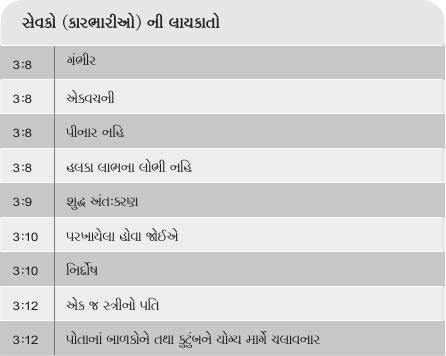 સેવકો (કારભારીઓ) ની લાયકાતો
3:8 ગંભીર
3:8 એકવચની
3:8 પીનાર નહિ
3:8 હલકા લાભના લોભી નહિ
3:9 શુદ્ધ અંતઃકરણ
3:10 પરખાયેલા હોવા જોઈએ
3:10 નિર્દોષ
3:12 એક જ સ્ત્રીનો પતિ
3:12 પોતાનાં બાળકોને તથા કુટુંબને યોગ્ય માર્ગે ચલાવનાર